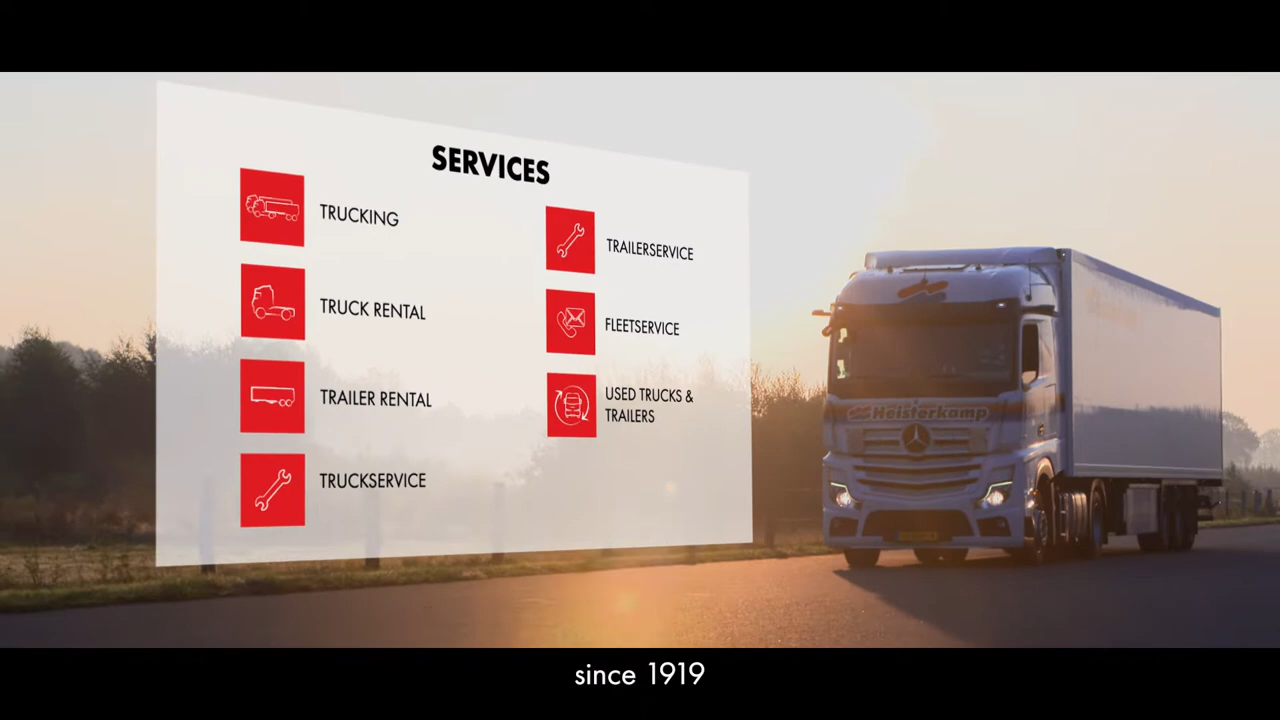 SERVICES
TRUCKING
TRUCK RENTAL
TRAILER RENTAL
TRUCKSERVICE
TRAILERSERVICE
FLEETSERVICE
USED TRUCKS &
TRAILERS
Heisterkamp
since 1919